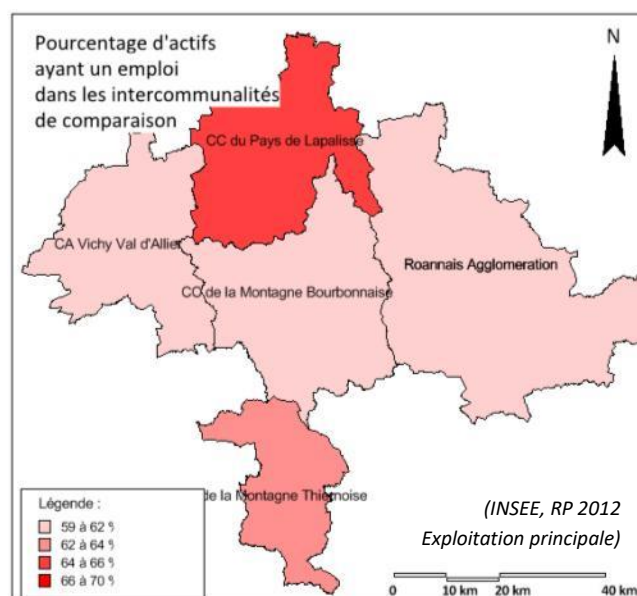 Pourcentage d'actifs
ayant un emploi
dans les intercommunalités
de comparaison
N
CC du Pays de Lapalisse
CA Vichy Val d'Allier
CC de la Montagne Bourbonnaise
Roannais Agglomeration
de la Montagne Thiernoise
Légende :
59 à 62 %
62 à 64 %
64 à 66 %
66 à 70 %
(INSEE, RP 2012
Exploitation principale)
0 10 km 20 km 40 km